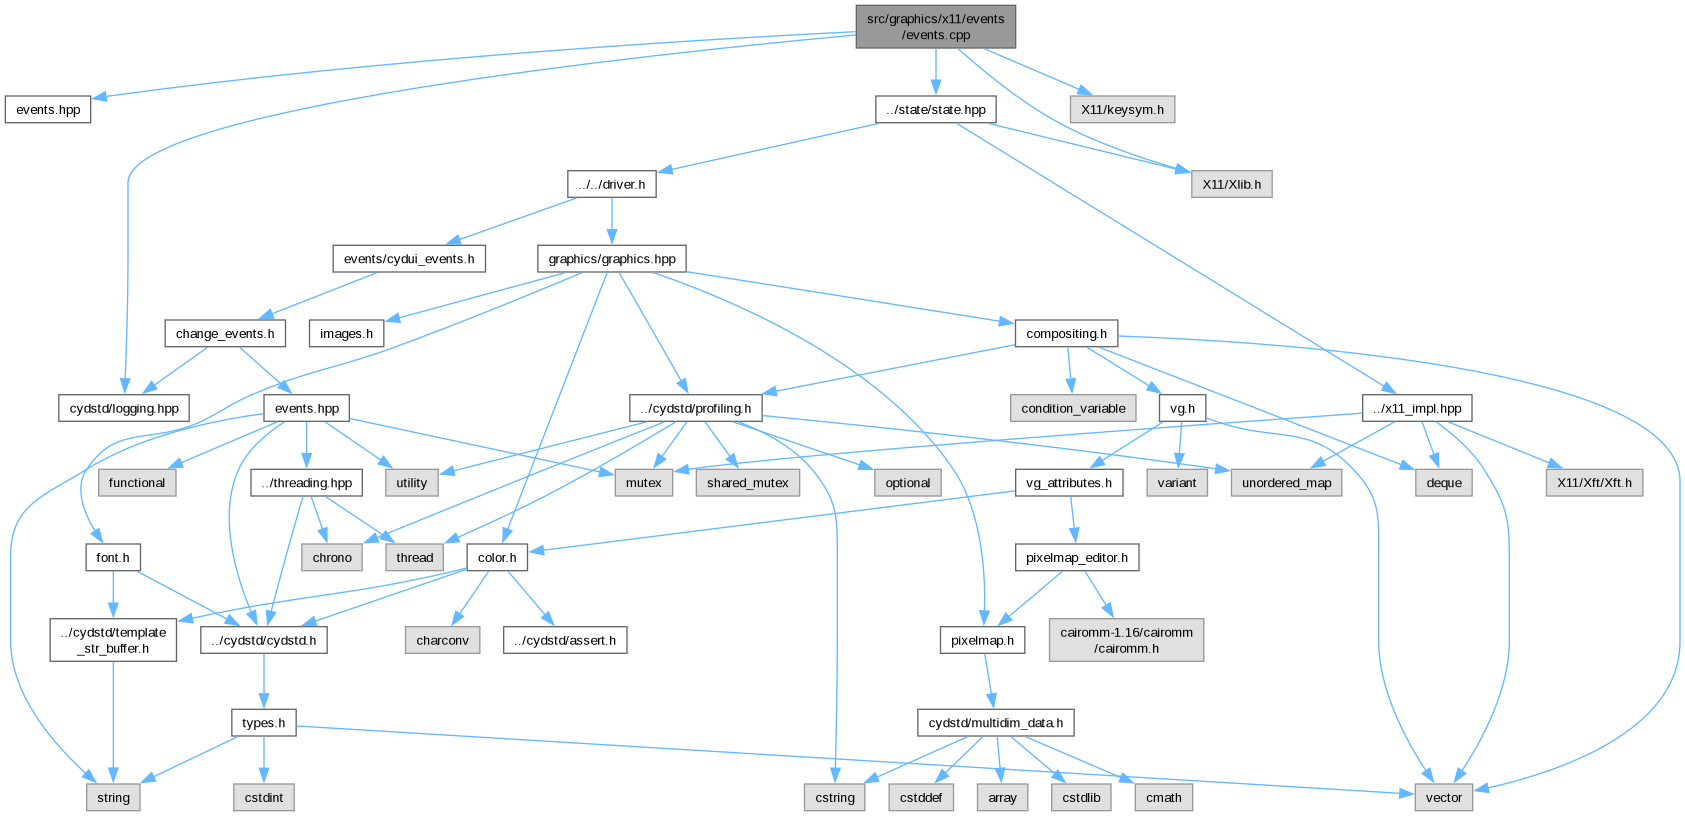 src/graphics/x11/events
/events.cpp
events.hpp
../state/state.hpp
X11/keysym.h
../../driver.h
X11/Xlib.h
events/cydui_events.h
graphics/graphics.hpp
change_events.h
images.h
compositing.h
cydstd/logging.hpp
events.hpp
../cydstd/profiling.h
condition_variable
vg.h
../x11_impl.hpp
functional
../threading.hpp
utility
mutex
shared_mutex
optional
vg_attributes.h
variant
unordered_map
deque
X11/Xft/Xft.h
font.h
chrono
thread
color.h
pixelmap_editor.h
../cydstd/template
_str_buffer.h
../cydstd/cydstd.h
charconv
../cydstd/assert.h
pixelmap.h
cairomm-1.16/cairomm
/cairomm.h
types.h
cydstd/multidim_data.h
string
cstdint
cstring
cstddef
array
cstdlib
cmath
vector